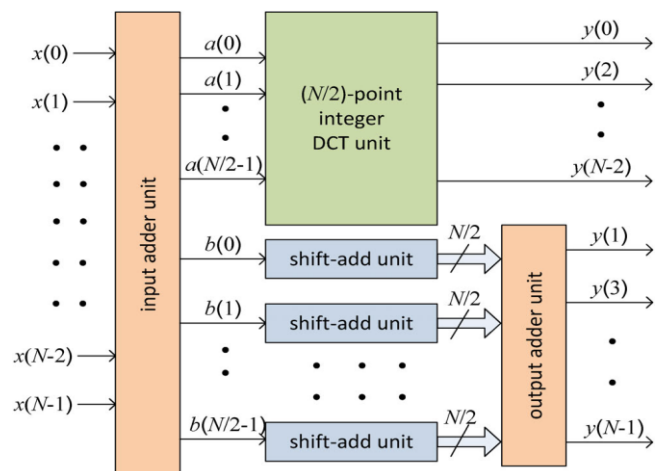 x(0)
x(1)
x(N-2)
x(N-1)
input adder unit
a(0)
a(1)
a(N/2-1)
b(0)
b(1)
b(N/2-1)
(N/2)-point
integer
DCT unit
shift-add unit
shift-add unit
shift-add unit
N/2
N/2
N/2
output adder unit
y(0)
y(2)
y(N-2)
y(1)
y(3)
y(N-1)